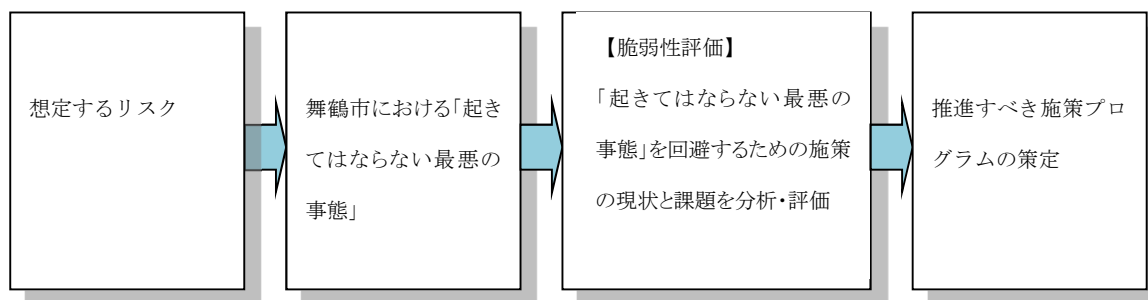 想定するリスク
舞鶴市における「起き
てはならない最悪の
事態」
【脆弱性評価】
「起きてはならない最悪の
事態」を回避するための施策
の現状と課題を分析・評価
推進すべき施策プロ
グラムの策定